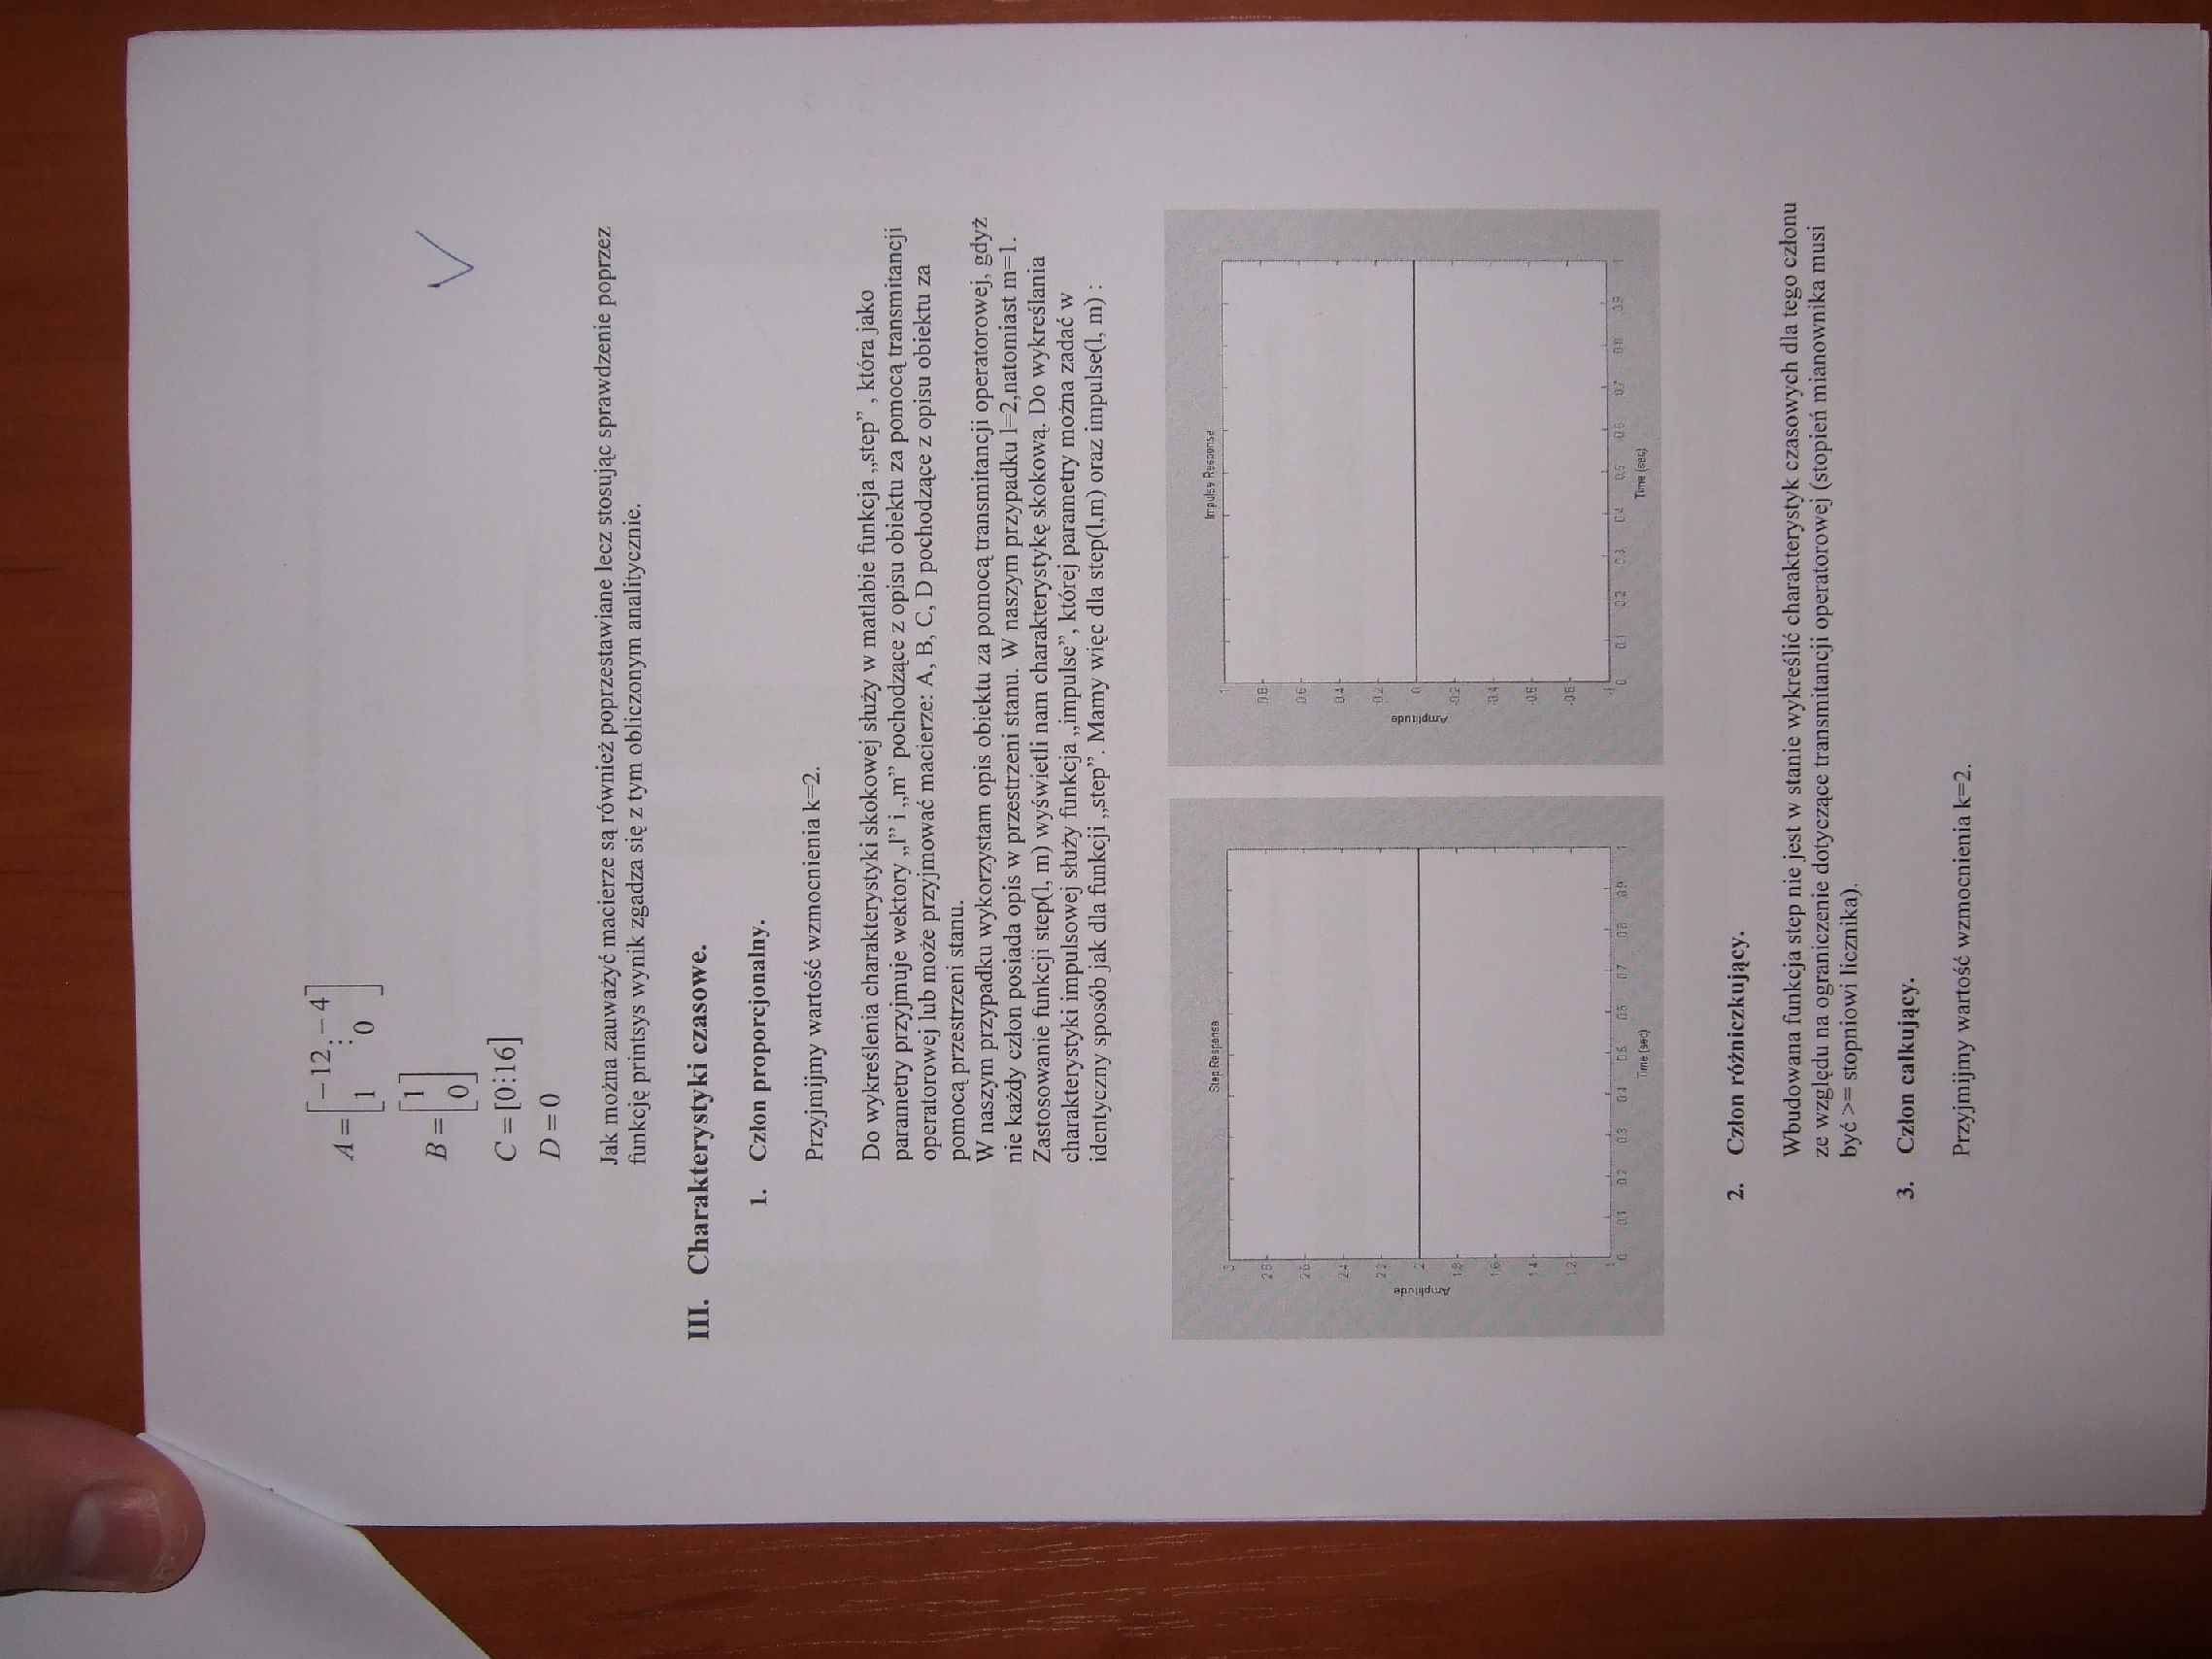 A = [ −12 ⋮ −4
1 ⋮ 0 ]
B = [ 1
0 ]
C = [0⋮16]
D = 0
Jak można zauważyć macierze są również poprzestawiane lecz stosując sprawdzenie poprzez
funkcję printsys wynik zgadza się z tym obliczonym analitycznie.
III. Charakterystyki czasowe.
1. Człon proporcjonalny.
Przyjmijmy wartość wzmocnienia k=2.
Do wykreślenia charakterystyki skokowej służy w matlabie funkcja „step” , która jako
parametry przyjmuje wektory „l” i „m” pochodzące z opisu obiektu za pomocą transmitancji
operatorowej lub może przyjmować macierze: A, B, C, D pochodzące z opisu obiektu za
pomocą przestrzeni stanu.
W naszym przypadku wykorzystam opis obiektu za pomocą transmitancji operatorowej, gdyż
nie każdy człon posiada opis w przestrzeni stanu. W naszym przypadku l=2,natomiast m=1.
Zastosowanie funkcji step(l, m) wyświetli nam charakterystykę skokową. Do wykreślania
charakterystyki impulsowej służy funkcja „impulse”, której parametry można zadać w
identyczny sposób jak dla funkcji „step”. Mamy więc dla step(l,m) oraz impulse(l, m) :
Step Response
3
2.8
2.6
2.4
2.2
2
1.8
1.6
1.4
1.2
1
Amplitude
0 0.1 0.2 0.3 0.4 0.5 0.6 0.7 0.8 0.9 1
Time (sec)
Impulse Response
1
0.8
0.6
0.4
0.2
0
-0.2
-0.4
-0.6
-0.8
-1
Amplitude
0 0.1 0.2 0.3 0.4 0.5 0.6 0.7 0.8 0.9 1
Time (sec)
2. Człon różniczkujący.
Wbudowana funkcja step nie jest w stanie wykreślić charakterystyk czasowych dla tego członu
ze względu na ograniczenie dotyczące transmitancji operatorowej (stopień mianownika musi
być >= stopniowi licznika).
3. Człon całkujący.
Przyjmijmy wartość wzmocnienia k=2.